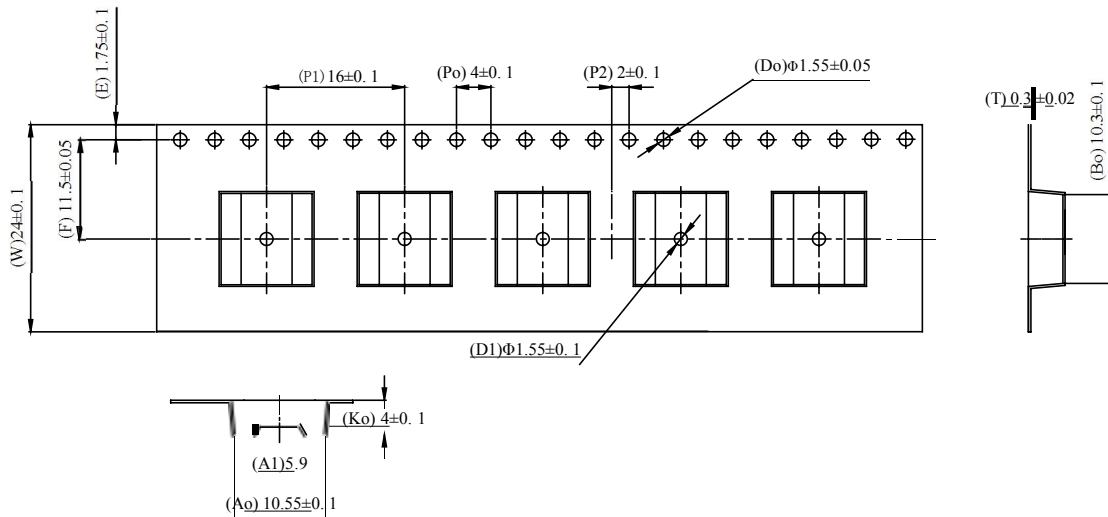 (E) 1.75±0. 1
(P1) 16±0. 1
(Po) 4±0. 1
(P2) 2±0. 1
(Do)Φ1.55±0.05
(T) 0.3±0.02
(Bo) 10.3±0. 1
(W)24±0. 1
(F) 11.5±0.05
(D1)Φ1.55±0. 1
(Ko) 4±0. 1
(A1)5.9
(Ao) 10.55±0. 1